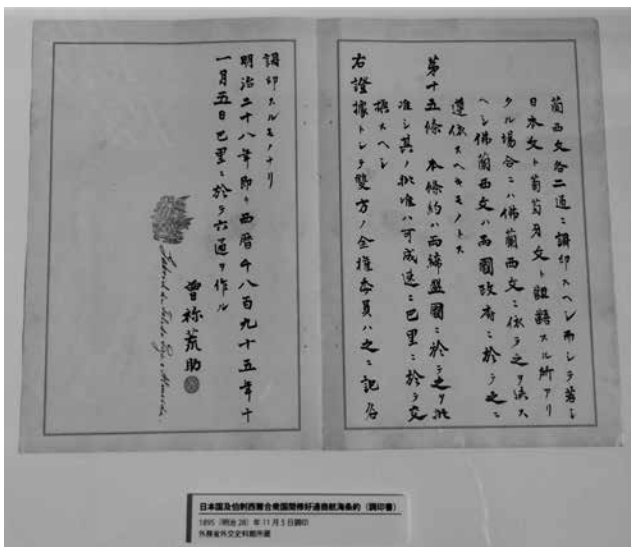 蘭西文各二通ニ調印スヘシ而シテ若シ
日本文ト葡萄牙文ト齟齬スル所アリ
タル場合ニハ佛蘭西文ニ依テ之ヲ決ス
ヘシ佛蘭西文ハ兩國政府ニ於テ之ニ
遵依スヘキモノトス
第十五條 本條約ハ兩締盟國ニ於テ之ヲ批
准シ其ノ批准ハ可成速ニ巴里ニ於テ交
換スヘシ
右證據トシテ雙方ノ全權委員ハ之ニ記名
調印スルモノナリ
明治二十八年即チ西暦千八百九十五年十
一月五日巴里ニ於テ六通ヲ作ル
曾祢荒助
Gabriel de Toledo Piza e Almeida.
日本国及伯剌西爾合衆国間修好通商航海条約（調印書）
1895（明治28）年11月5日調印
外務省外交史料館所蔵